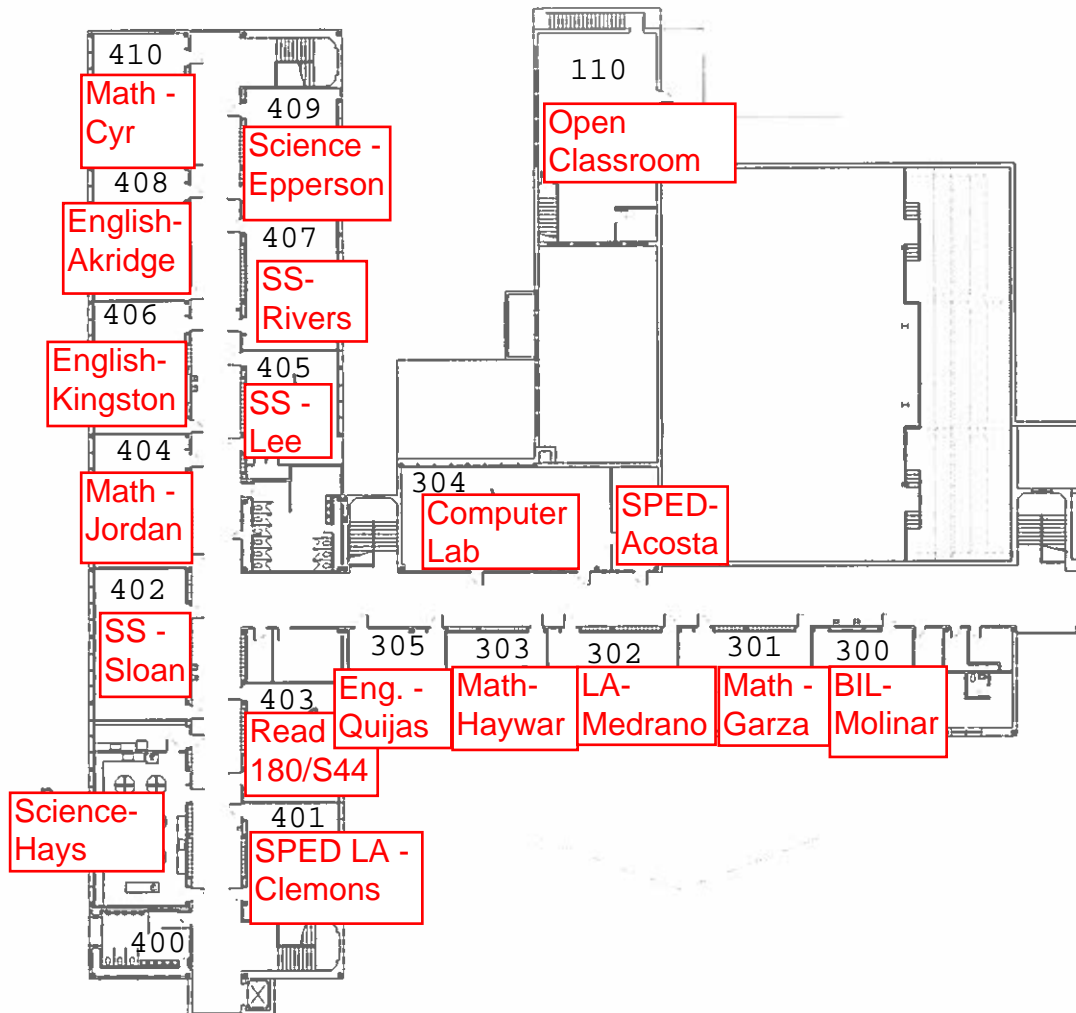 410
Math -
Cyr
409
Science -
Epperson
110
Open
Classroom
408
English-
Akridge
407
SS-
Rivers
406
English-
Kingston
405
SS -
Lee
404
Math -
Jordan
304
Computer
Lab
SPED-
Acosta
402
SS -
Sloan
403
Read
180/S44
305
Eng. -
Quijas
303
Math-
Haywar
302
LA-
Medrano
301
Math -
Garza
300
BIL-
Molinar
Science-
Hays
401
SPED LA -
Clemons
400